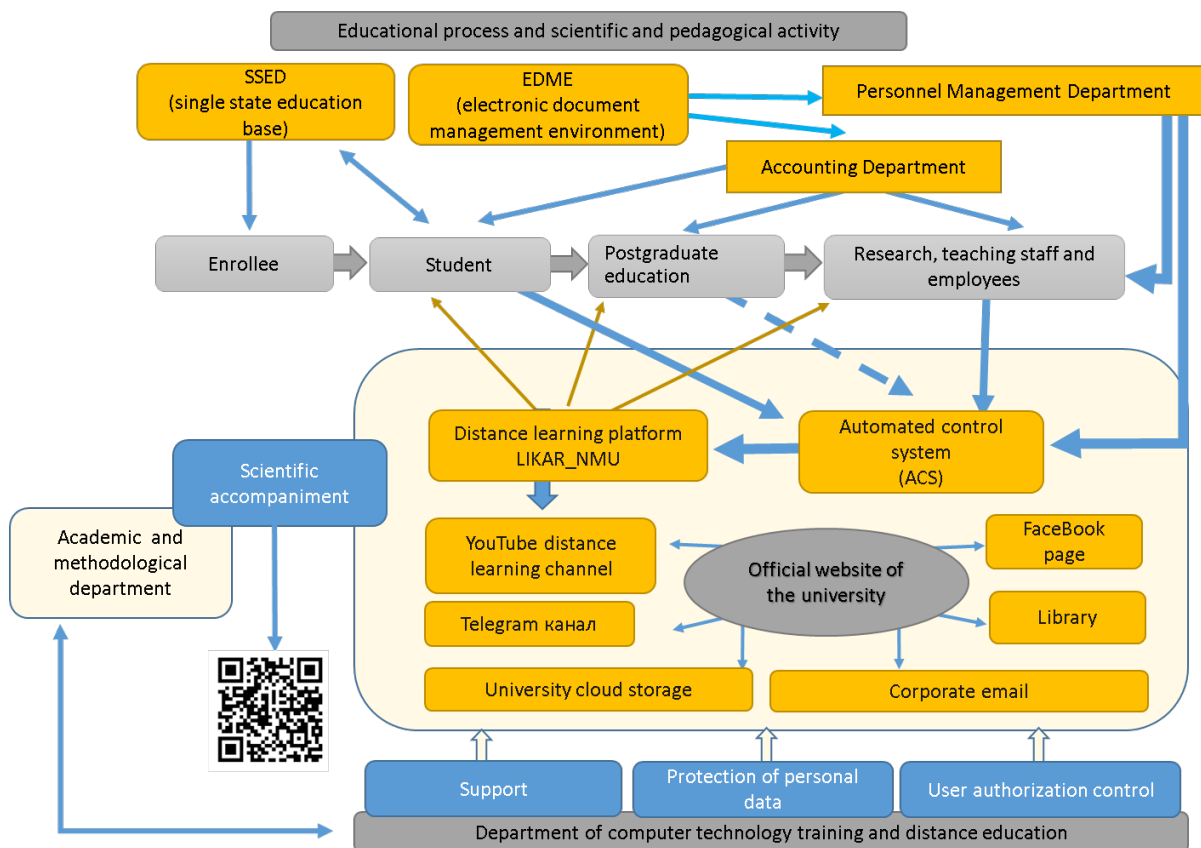 Educational process and scientific and pedagogical activity
SSED
(single state education
base)
EDME
(electronic document
management environment)
Personnel Management Department
Accounting Department
Enrollee
Student
Postgraduate
education
Research, teaching staff and
employees
Distance learning platform
LIKAR_NMU
Automated control
system
(ACS)
Scientific
accompaniment
Academic and
methodological
department
YouTube distance
learning channel
Official website of
the university
FaceBook
page
Telegram канал
Library
University cloud storage
Corporate email
Support
Protection of personal
data
User authorization control
Department of computer technology training and distance education